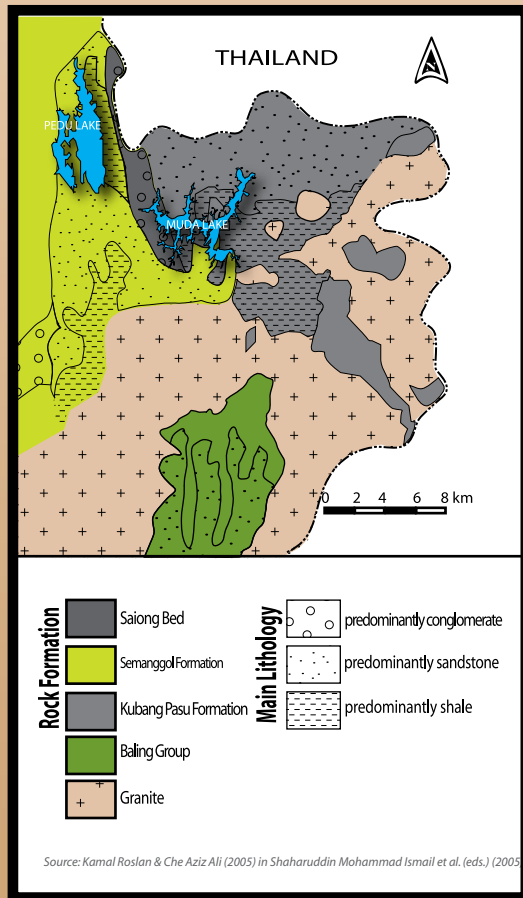 THAILAND
PEDU LAKE
MUDA LAKE
0 2 4 6 8 km
Rock Formation
Saiong Bed
Semanggol Formation
Kubang Pasu Formation
Baling Group
Granite
Main Lithology
predominantly conglomerate
predominantly sandstone
predominantly shale
Source: Kamal Roslan & Che Aziz Ali (2005) in Shaharuddin Mohammad Ismail et al. (eds.) (2005